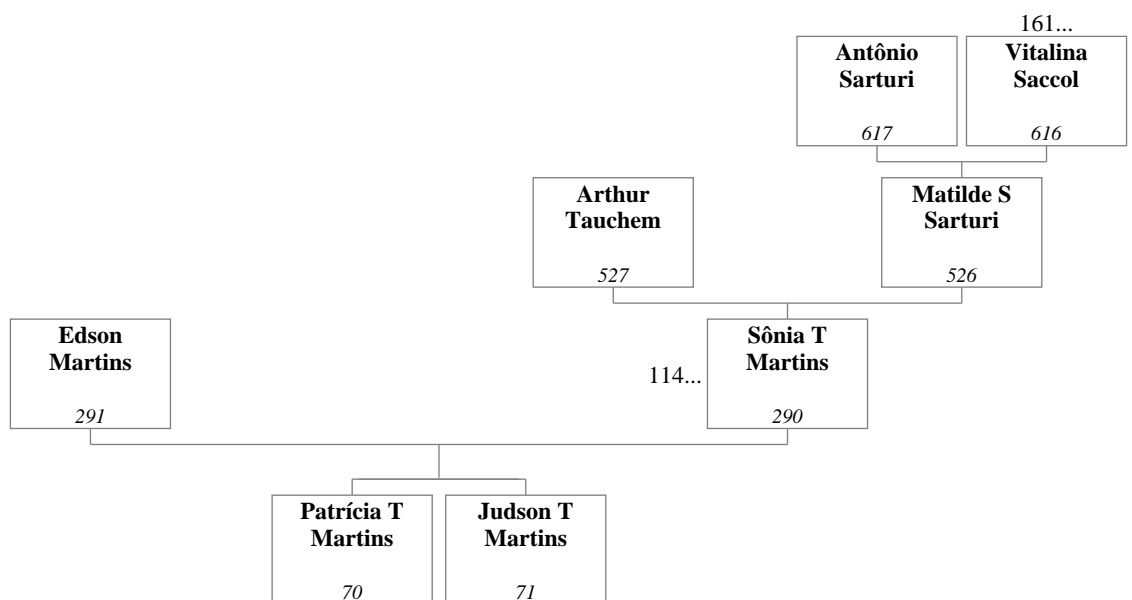 161...
Antônio
Sarturi
617
Vitalina
Saccol
616
Arthur
Tauchem
527
Matilde S
Sarturi
526
Edson
Martins
291
114...
Sônia T
Martins
290
Patrícia T
Martins
70
Judson T
Martins
71